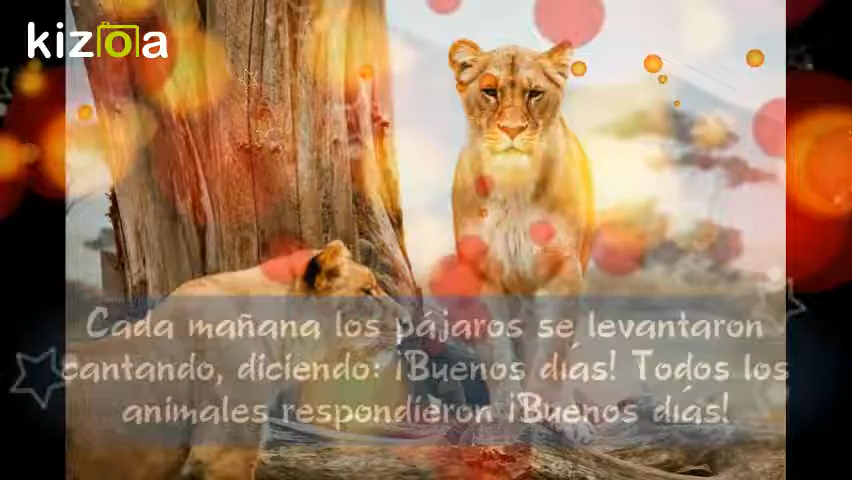 kizoa
Cada mañana los pájaros se levantaron
cantando, diciendo: ¡Buenos días! Todos los
animales respondieron ¡Buenos días!